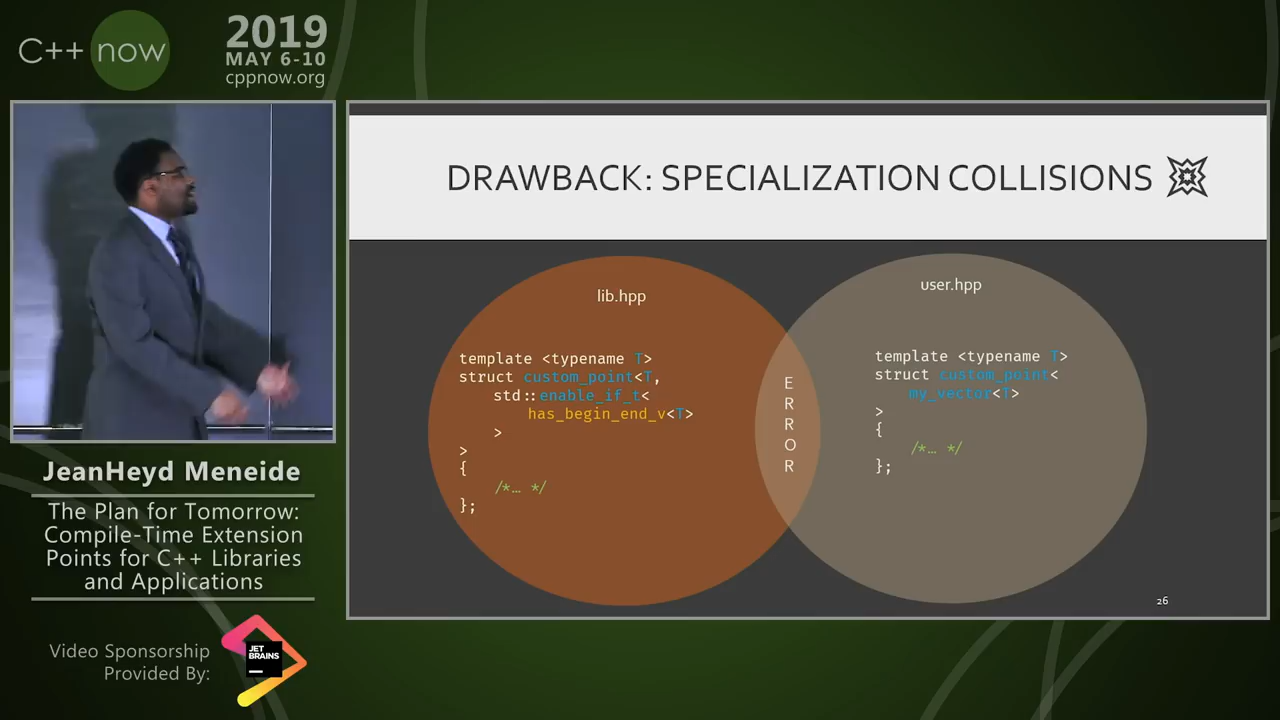 C++ now
2019
MAY 6-10
cppnow.org
DRAWBACK: SPECIALIZATION COLLISIONS
lib.hpp
template <typename T>
struct custom_point<T,
std::enable_if_t<
has_begin_end_v<T>
>
>
{
/*… */
};
E
R
R
O
R
user.hpp
template <typename T>
struct custom_point<
my_vector<T>
>
{
/*… */
};
26
JeanHeyd Meneide
The Plan for Tomorrow:
Compile-Time Extension
Points for C++ Libraries
and Applications
Video Sponsorship
Provided By:
JET
BRAINS